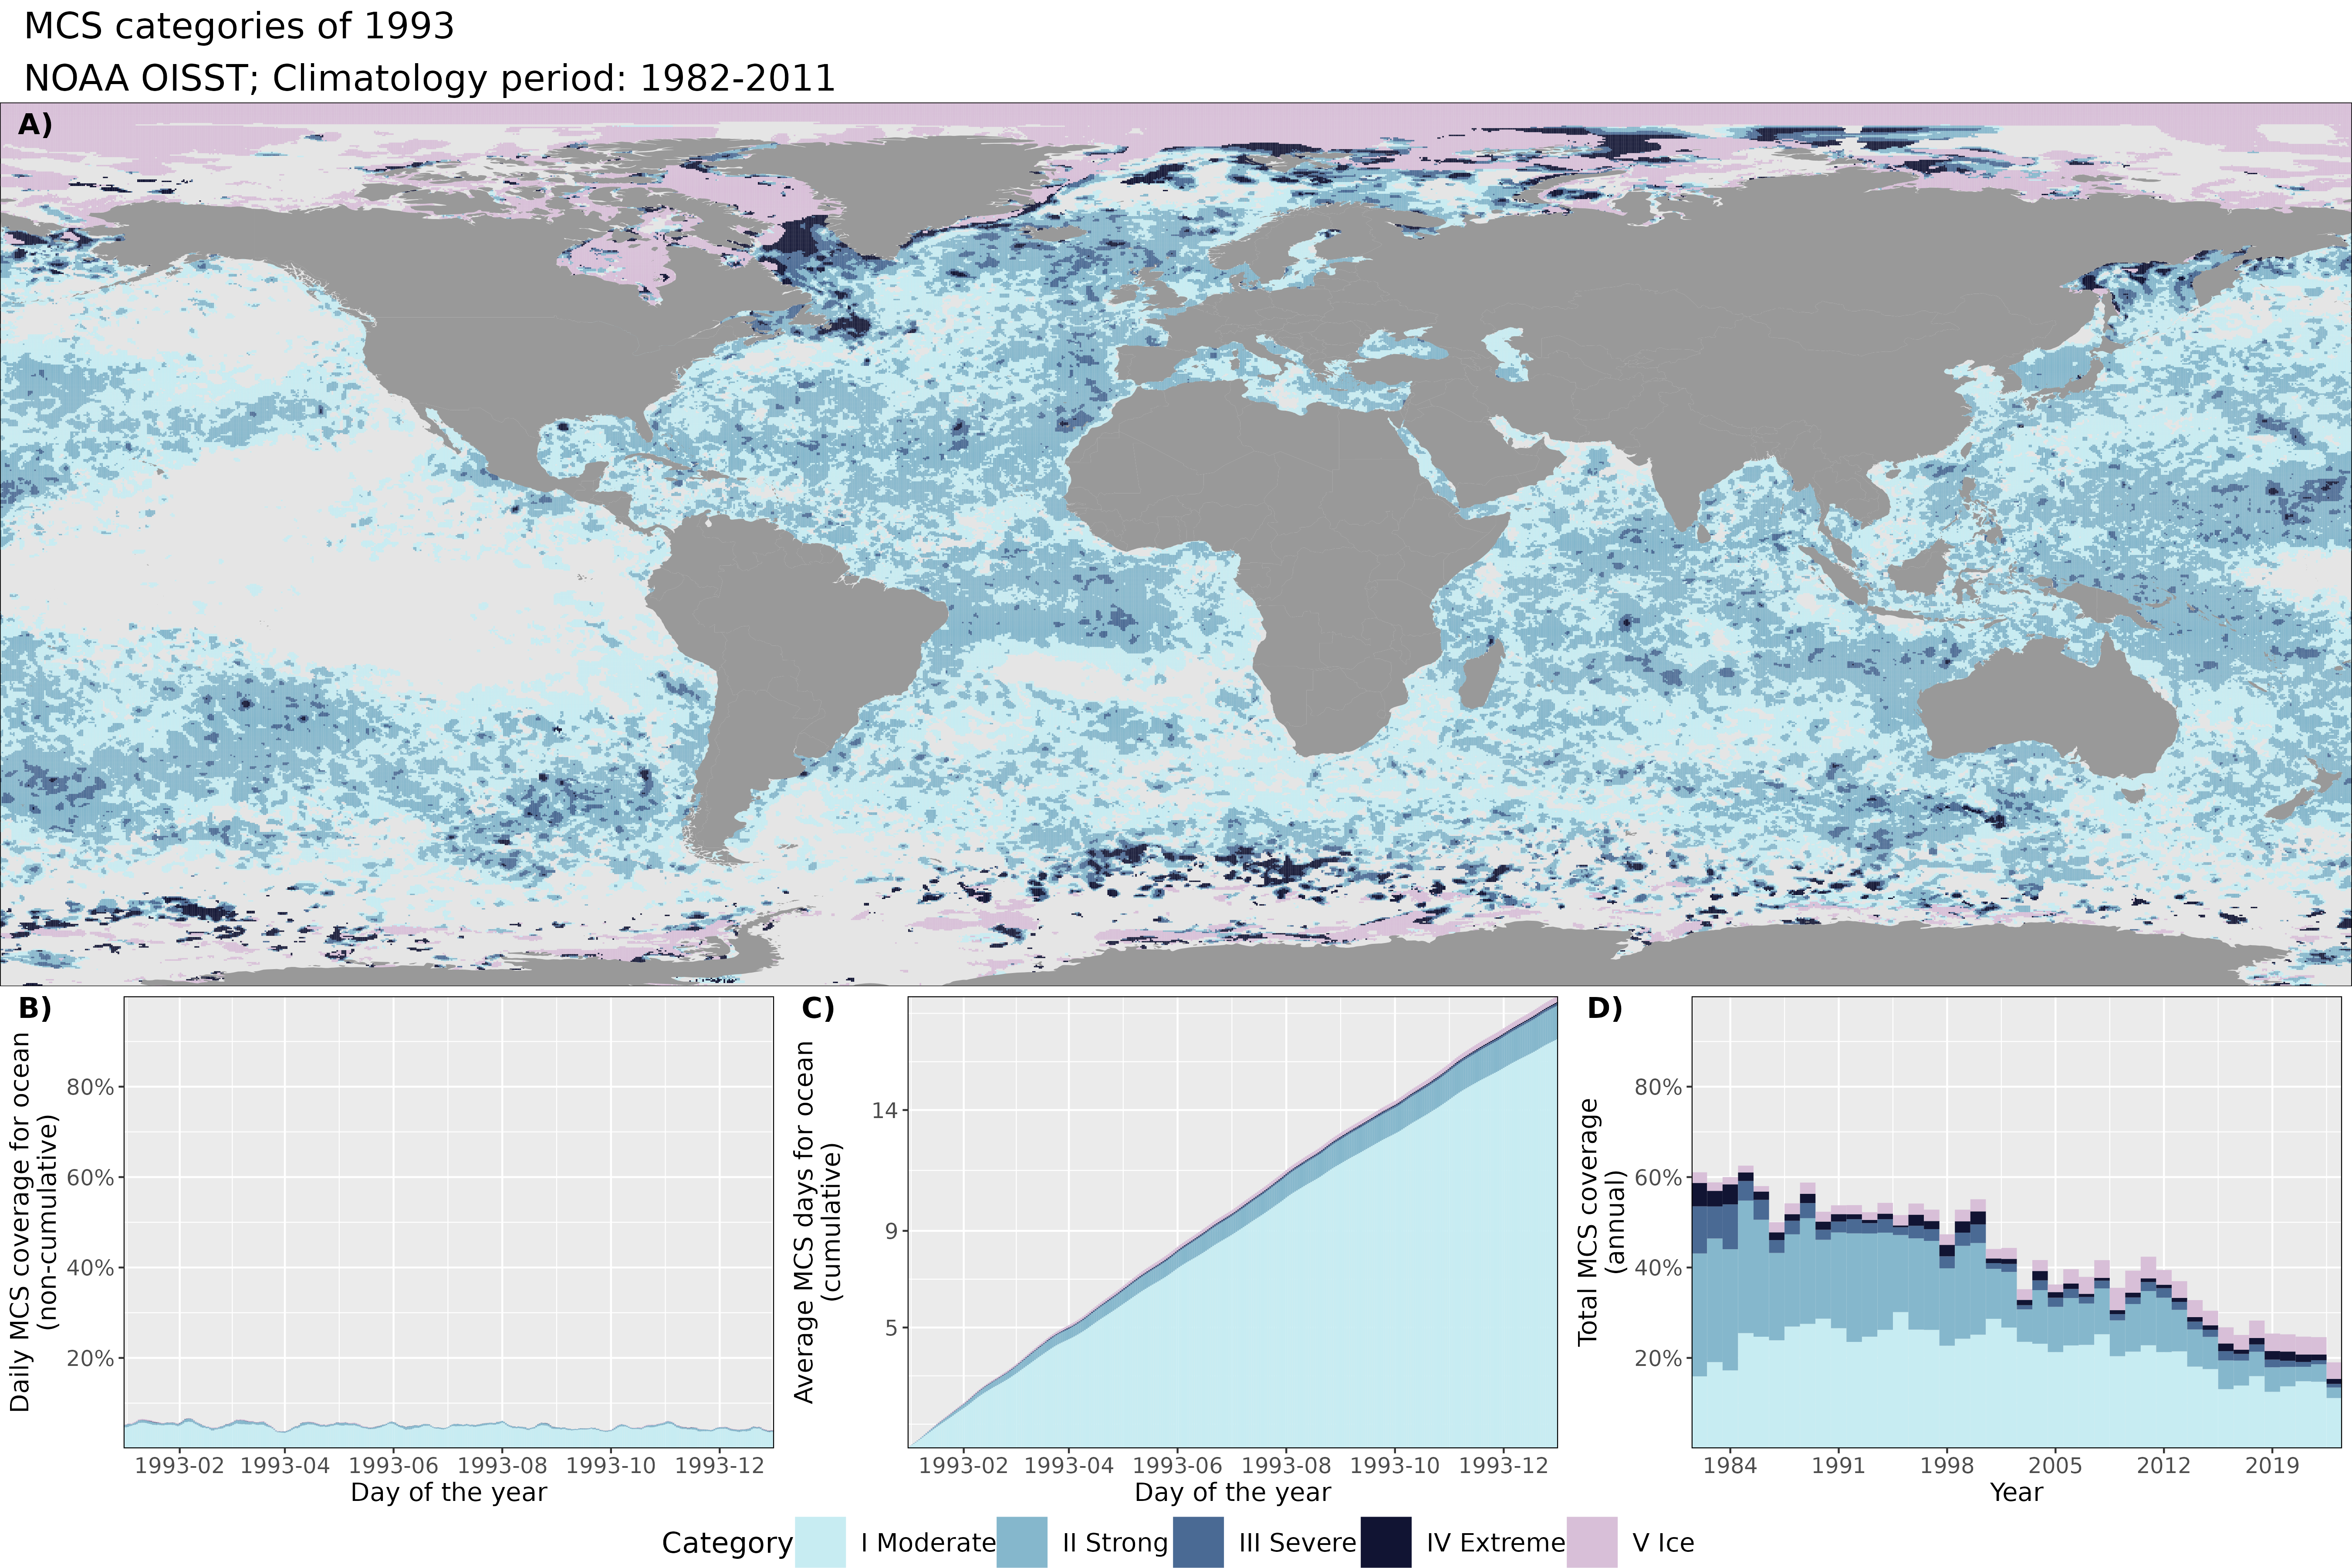 MCS categories of 1993
NOAA OISST; Climatology period: 1982-2011
A)
B)
Daily MCS coverage for ocean
(non-cumulative)
80%
60%
40%
20%
1993-02 1993-04 1993-06 1993-08 1993-10 1993-12
Day of the year
C)
Average MCS days for ocean
(cumulative)
14
9
5
1993-02 1993-04 1993-06 1993-08 1993-10 1993-12
Day of the year
D)
Total MCS coverage
(annual)
80%
60%
40%
20%
1984 1991 1998 2005 2012 2019
Year
Category I Moderate II Strong III Severe IV Extreme V Ice